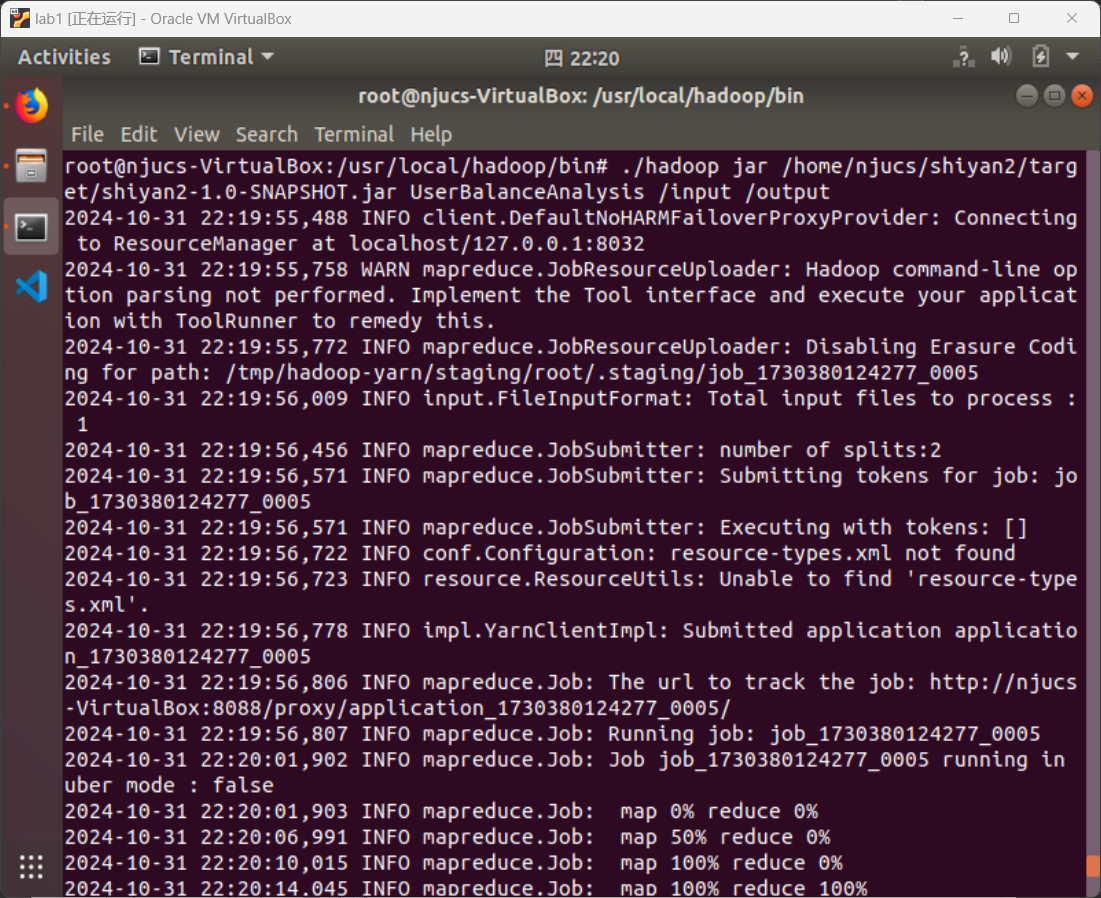 lab1 [正在运行] - Oracle VM VirtualBox
Activities Terminal 四 22:20
root@njucs-VirtualBox: /usr/local/hadoop/bin
File Edit View Search Terminal Help
root@njucs-VirtualBox:/usr/local/hadoop/bin# ./hadoop jar /home/njucs/shiyan2/targ
et/shiyan2-1.0-SNAPSHOT.jar UserBalanceAnalysis /input /output
2024-10-31 22:19:55,488 INFO client.DefaultNoHARMFailoverProxyProvider: Connecting
 to ResourceManager at localhost/127.0.0.1:8032
2024-10-31 22:19:55,758 WARN mapreduce.JobResourceUploader: Hadoop command-line op
tion parsing not performed. Implement the Tool interface and execute your applicat
ion with ToolRunner to remedy this.
2024-10-31 22:19:55,772 INFO mapreduce.JobResourceUploader: Disabling Erasure Codi
ng for path: /tmp/hadoop-yarn/staging/root/.staging/job_1730380124277_0005
2024-10-31 22:19:56,009 INFO input.FileInputFormat: Total input files to process :
 1
2024-10-31 22:19:56,456 INFO mapreduce.JobSubmitter: number of splits:2
2024-10-31 22:19:56,571 INFO mapreduce.JobSubmitter: Submitting tokens for job: jo
b_1730380124277_0005
2024-10-31 22:19:56,571 INFO mapreduce.JobSubmitter: Executing with tokens: []
2024-10-31 22:19:56,722 INFO conf.Configuration: resource-types.xml not found
2024-10-31 22:19:56,723 INFO resource.ResourceUtils: Unable to find 'resource-type
s.xml'.
2024-10-31 22:19:56,778 INFO impl.YarnClientImpl: Submitted application applicatio
n_1730380124277_0005
2024-10-31 22:19:56,806 INFO mapreduce.Job: The url to track the job: http://njucs
-VirtualBox:8088/proxy/application_1730380124277_0005/
2024-10-31 22:19:56,807 INFO mapreduce.Job: Running job: job_1730380124277_0005
2024-10-31 22:20:01,902 INFO mapreduce.Job: Job job_1730380124277_0005 running in
uber mode : false
2024-10-31 22:20:01,903 INFO mapreduce.Job:  map 0% reduce 0%
2024-10-31 22:20:06,991 INFO mapreduce.Job:  map 50% reduce 0%
2024-10-31 22:20:10,015 INFO mapreduce.Job:  map 100% reduce 0%
2024-10-31 22:20:14,045 INFO mapreduce.Job:  map 100% reduce 100%